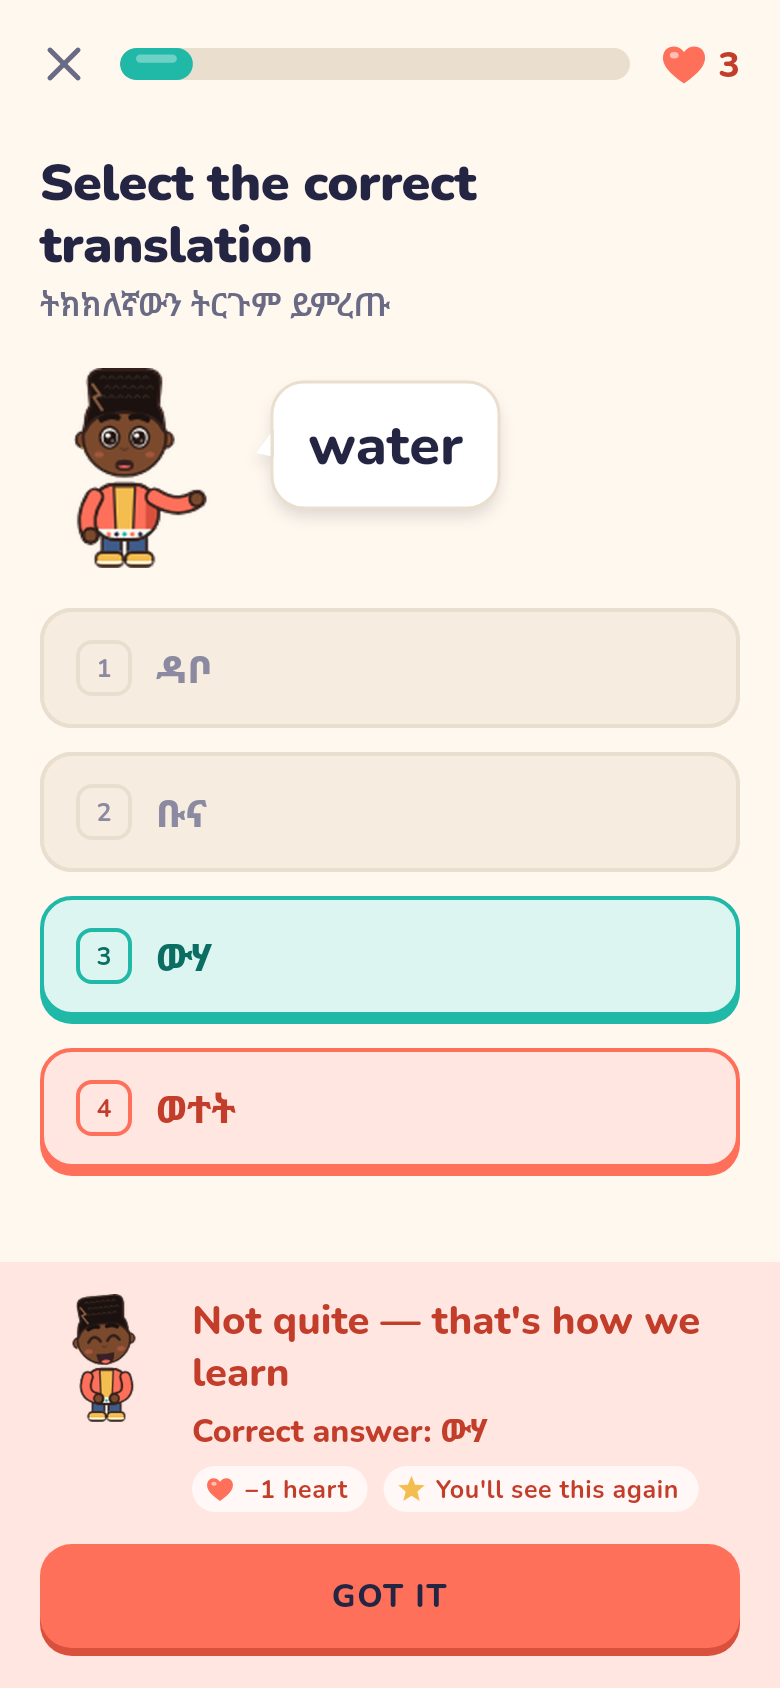 3
Select the correct
translation
ትክክለኛውን ትርጉም ይምረጡ
water
1 ዳቦ
2 ቡና
3 ውሃ
4 ወተት
Not quite — that's how we
learn
Correct answer: ውሃ
−1 heart You'll see this again
GOT IT